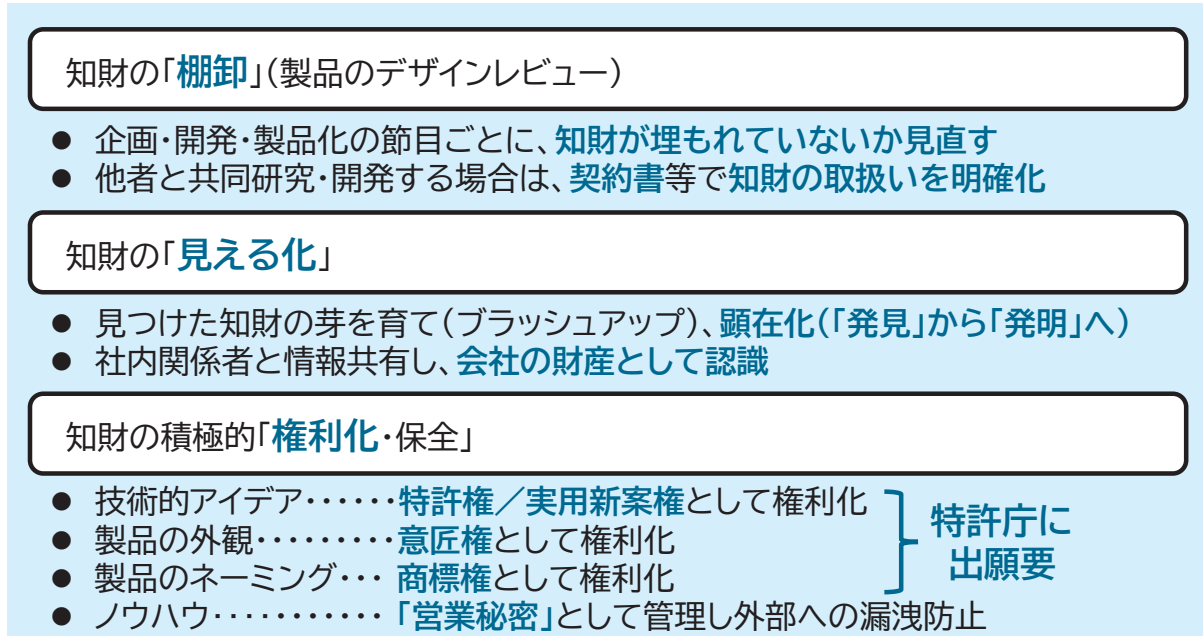 知財の「棚卸」（製品のデザインレビュー）
● 企画・開発・製品化の節目ごとに、知財が埋もれていないか見直す
● 他者と共同研究・開発する場合は、契約書等で知財の取扱いを明確化
知財の「見える化」
● 見つけた知財の芽を育て（ブラッシュアップ）、顕在化（「発見」から「発明」へ）
● 社内関係者と情報共有し、会社の財産として認識
知財の積極的「権利化・保全」
● 技術的アイデア・・・・・・特許権／実用新案権として権利化
● 製品の外観・・・・・・・・・意匠権として権利化
● 製品のネーミング・・・ 商標権として権利化
● ノウハウ・・・・・・・・・・・「営業秘密」として管理し外部への漏洩防止
特許庁に
出願要